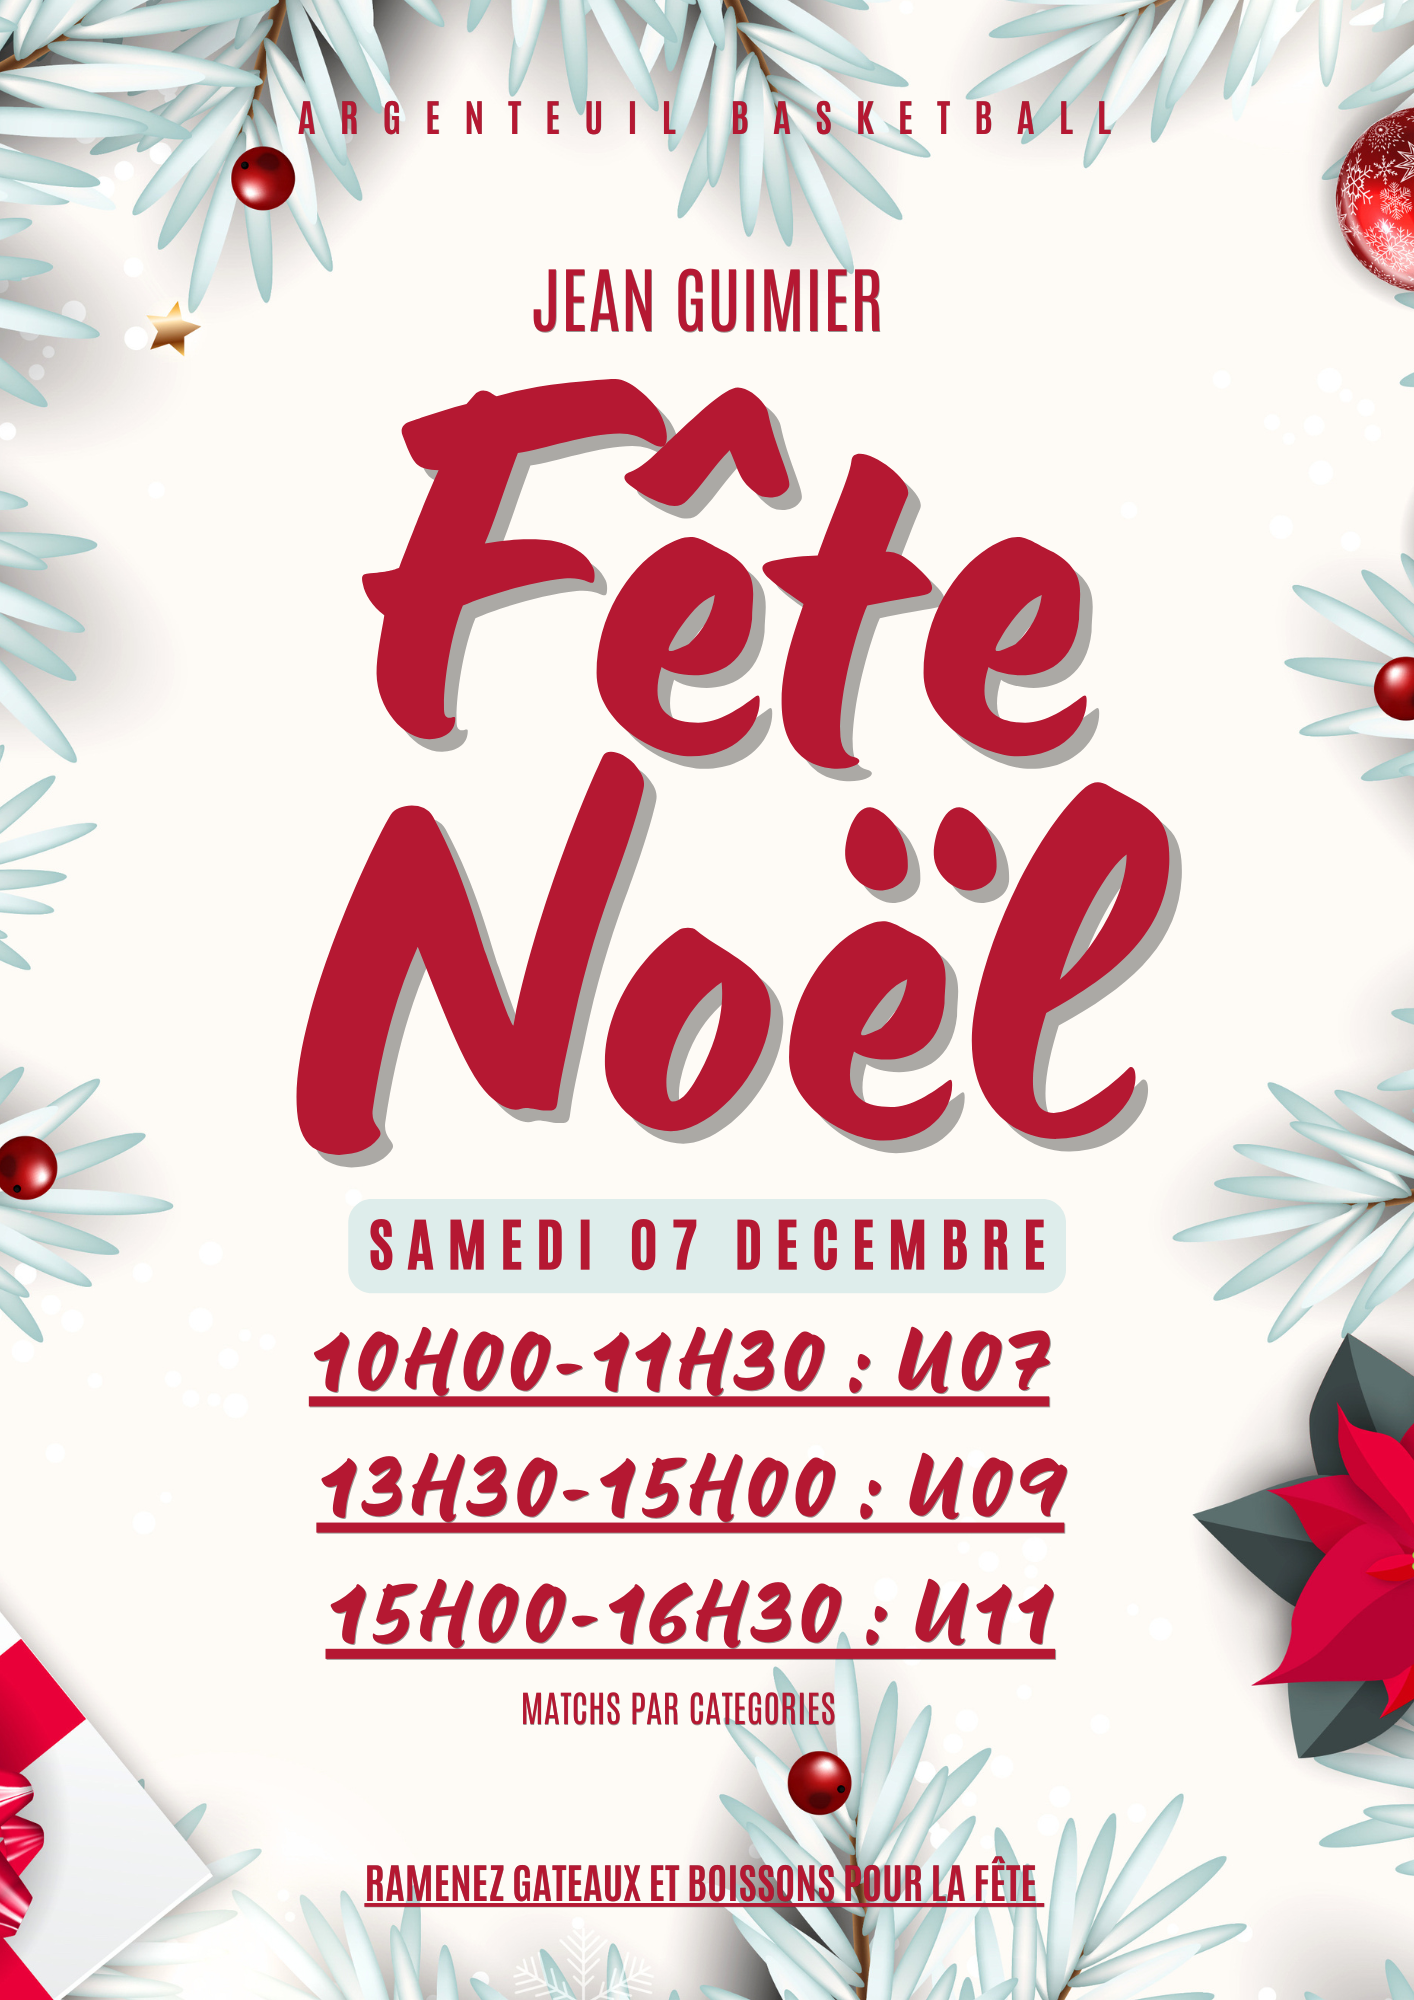 ARGENTEUIL BASKETBALL
JEAN GUIMIER
Fête
Noël
SAMEDI 07 DECEMBRE
10H00-11H30 : U07
13H30-15H00 : U09
15H00-16H30 : U11
MATCHS PAR CATEGORIES
RAMENEZ GATEAUX ET BOISSONS POUR LA FÊTE